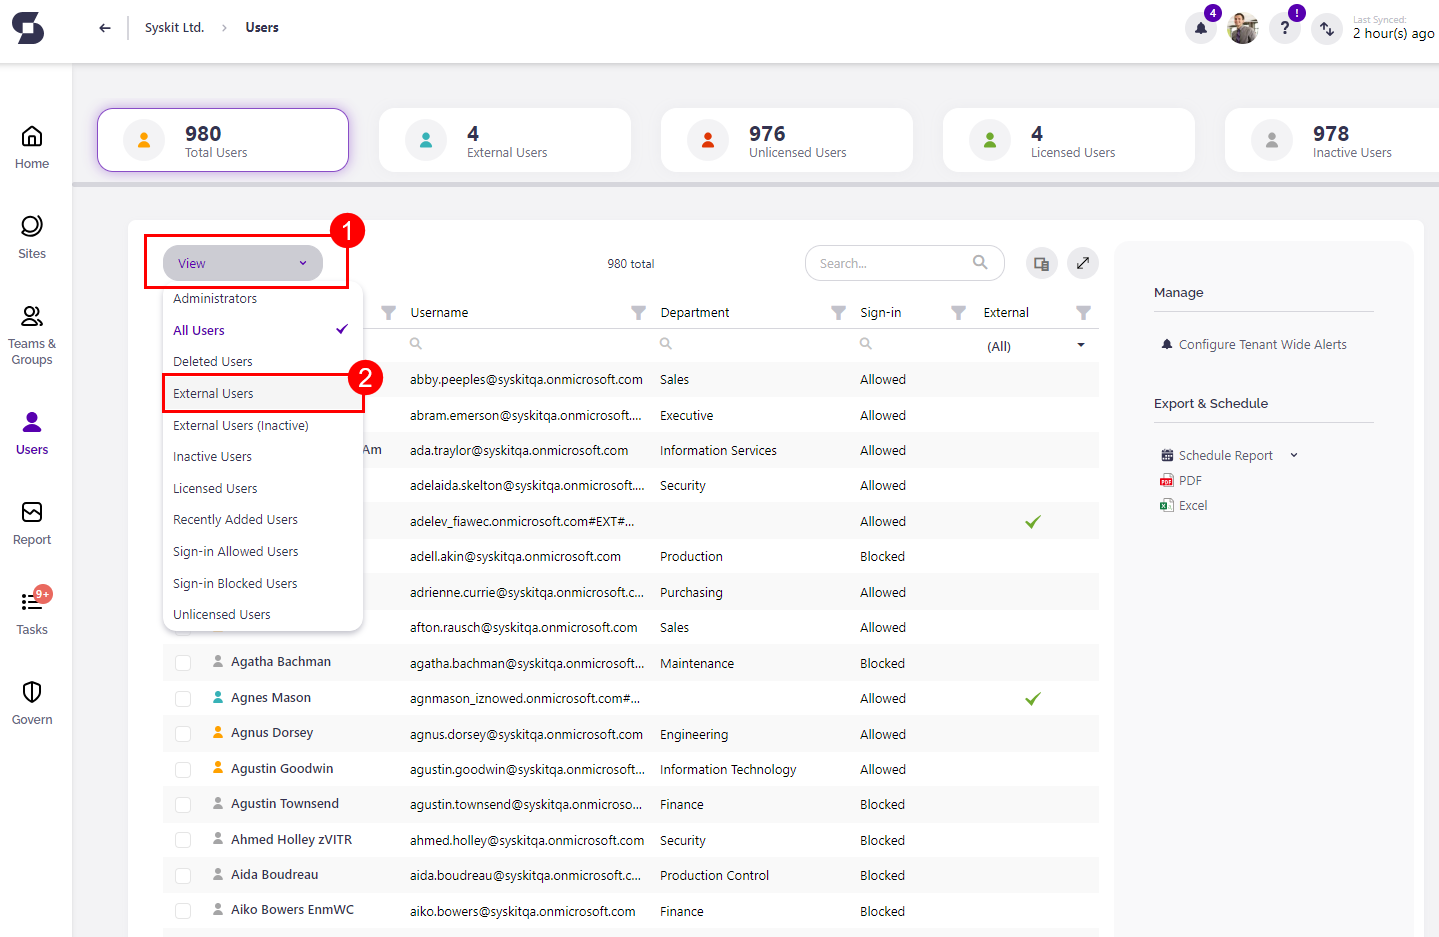 Syskit Ltd. > Users
4
!
?
Last Synced:
2 hour(s) ago
Home
Sites
Teams &
Groups
Users
Report
9+
Tasks
Govern
980
Total Users
4
External Users
976
Unlicensed Users
4
Licensed Users
978
Inactive Users
1
View
980 total
Search...
Administrators
All Users
Deleted Users
2
External Users
External Users (Inactive)
Inactive Users
Licensed Users
Recently Added Users
Sign-in Allowed Users
Sign-in Blocked Users
Unlicensed Users
Username Department Sign-in External
(All)
abby.peeples@syskitqa.onmicrosoft.com Sales Allowed
abram.emerson@syskitqa.onmicrosoft.... Executive Allowed
Am ada.traylor@syskitqa.onmicrosoft.com Information Services Allowed
adelaida.skelton@syskitqa.onmicrosoft.... Security Allowed
adelev_fiawec.onmicrosoft.com#EXT#... Allowed
adell.akin@syskitqa.onmicrosoft.com Production Blocked
adrienne.currie@syskitqa.onmicrosoft.c... Purchasing Allowed
afton.rausch@syskitqa.onmicrosoft.com Sales Allowed
Agatha Bachman agatha.bachman@syskitqa.onmicrosoft... Maintenance Blocked
Agnes Mason agnmason_iznowed.onmicrosoft.com#... Allowed
Agnus Dorsey agnus.dorsey@syskitqa.onmicrosoft.com Engineering Allowed
Agustin Goodwin agustin.goodwin@syskitqa.onmicrosoft... Information Technology Allowed
Agustin Townsend agustin.townsend@syskitqa.onmicroso... Finance Blocked
Ahmed Holley zVITR ahmed.holley@syskitqa.onmicrosoft.com Security Blocked
Aida Boudreau aida.boudreau@syskitqa.onmicrosoft.c... Production Control Blocked
Aiko Bowers EnmWC aiko.bowers@syskitqa.onmicrosoft.com Finance Blocked
Manage
Configure Tenant Wide Alerts
Export & Schedule
Schedule Report
PDF PDF
Excel